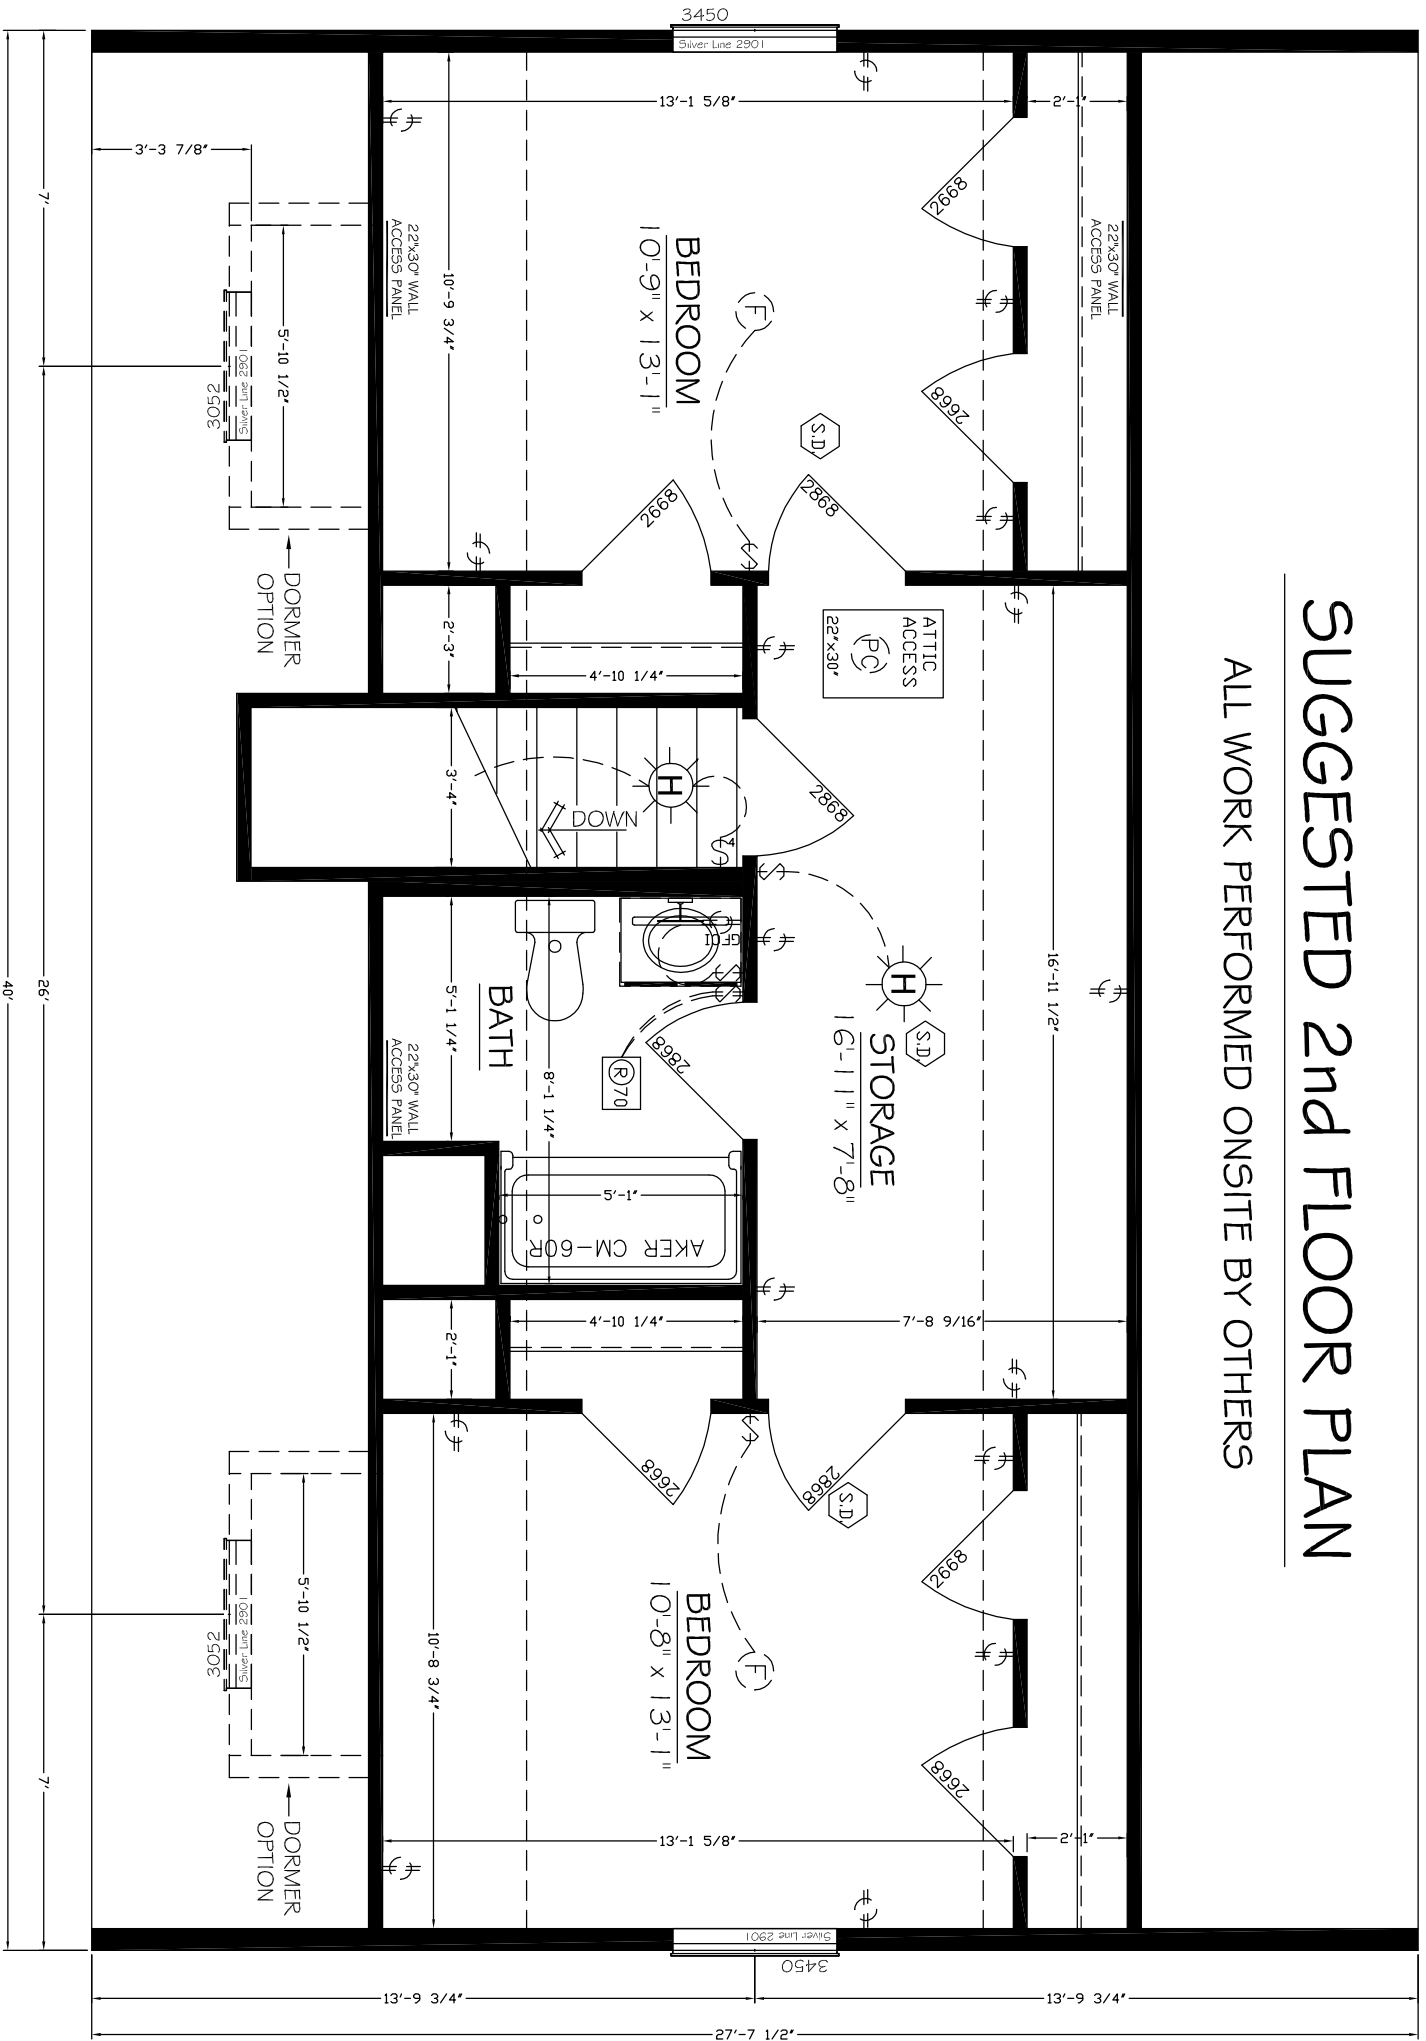 SUGGESTED 2nd FLOOR PLAN
ALL WORK PERFORMED ONSITE BY OTHERS
3450
Silver Line 2901
13'-1 5/8"
2'-1"
3'-3 7/8"
7'
2668
22"x30" WALL
ACCESS PANEL
22"x30" WALL
ACCESS PANEL
BEDROOM
10'-9" x 13'-1"
10'-9 3/4"
5'-10 1/2"
Silver Line 2901
3052
F
2668
S.D.
2668
2868
S
DORMER
OPTION
2'-3"
4'-10 1/4"
ATTIC
ACCESS
PC
22"x30"
3'-4"
H
DOWN
2868
S
4
S
GFCI
S
S
H
S.D.
STORAGE
16'-11" x 7'-8"
16'-11 1/2"
40'
26'
5'-1 1/4"
BATH
8'-1 1/4"
2868
R 70
22"x30" WALL
ACCESS PANEL
5'-1"
AKER CM-60R
2'-1"
4'-10 1/4"
7'-8 9/16"
S
2668
2868
S.D.
2668
5'-10 1/2"
Silver Line 2901
3052
10'-8 3/4"
BEDROOM
10'-8" x 13'-1"
F
2668
7'
DORMER
OPTION
13'-1 5/8"
2'-1"
Silver Line 2901
3450
13'-9 3/4"
13'-9 3/4"
27'-7 1/2"